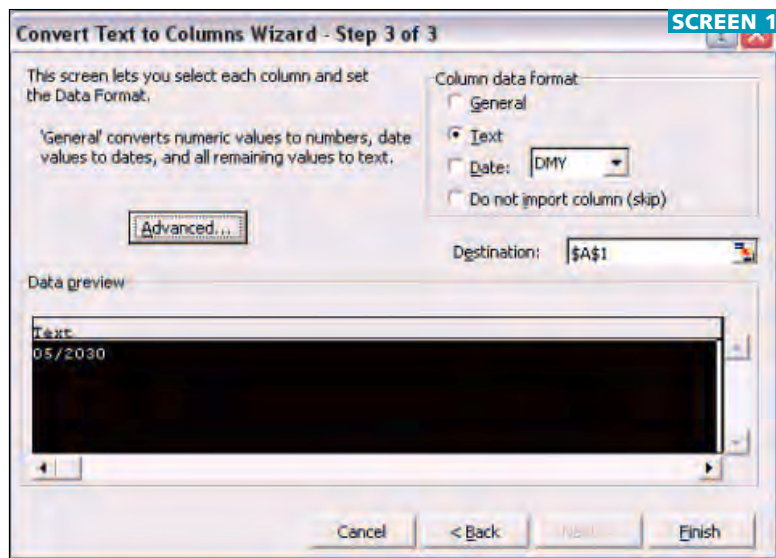 SCREEN 1
Convert Text to Columns Wizard - Step 3 of 3
This screen lets you select each column and set
the Data Format.
'General' converts numeric values to numbers, date
values to dates, and all remaining values to text.
Advanced...
Column data format
General
Text
Date: DMY
Do not import column (skip)
Destination: $A$1
Data preview
Text
05/2030
Cancel < Back Next > Finish